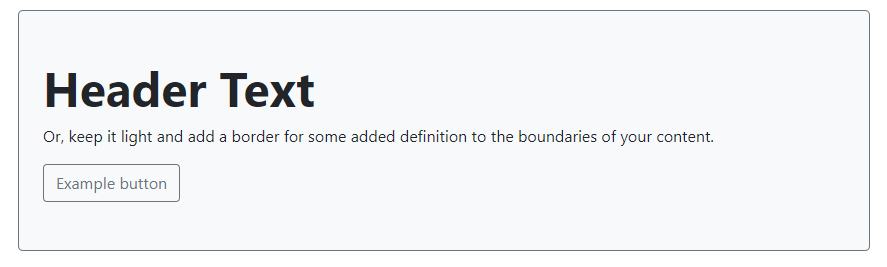 Header Text
Or, keep it light and add a border for some added definition to the boundaries of your content.
Example button